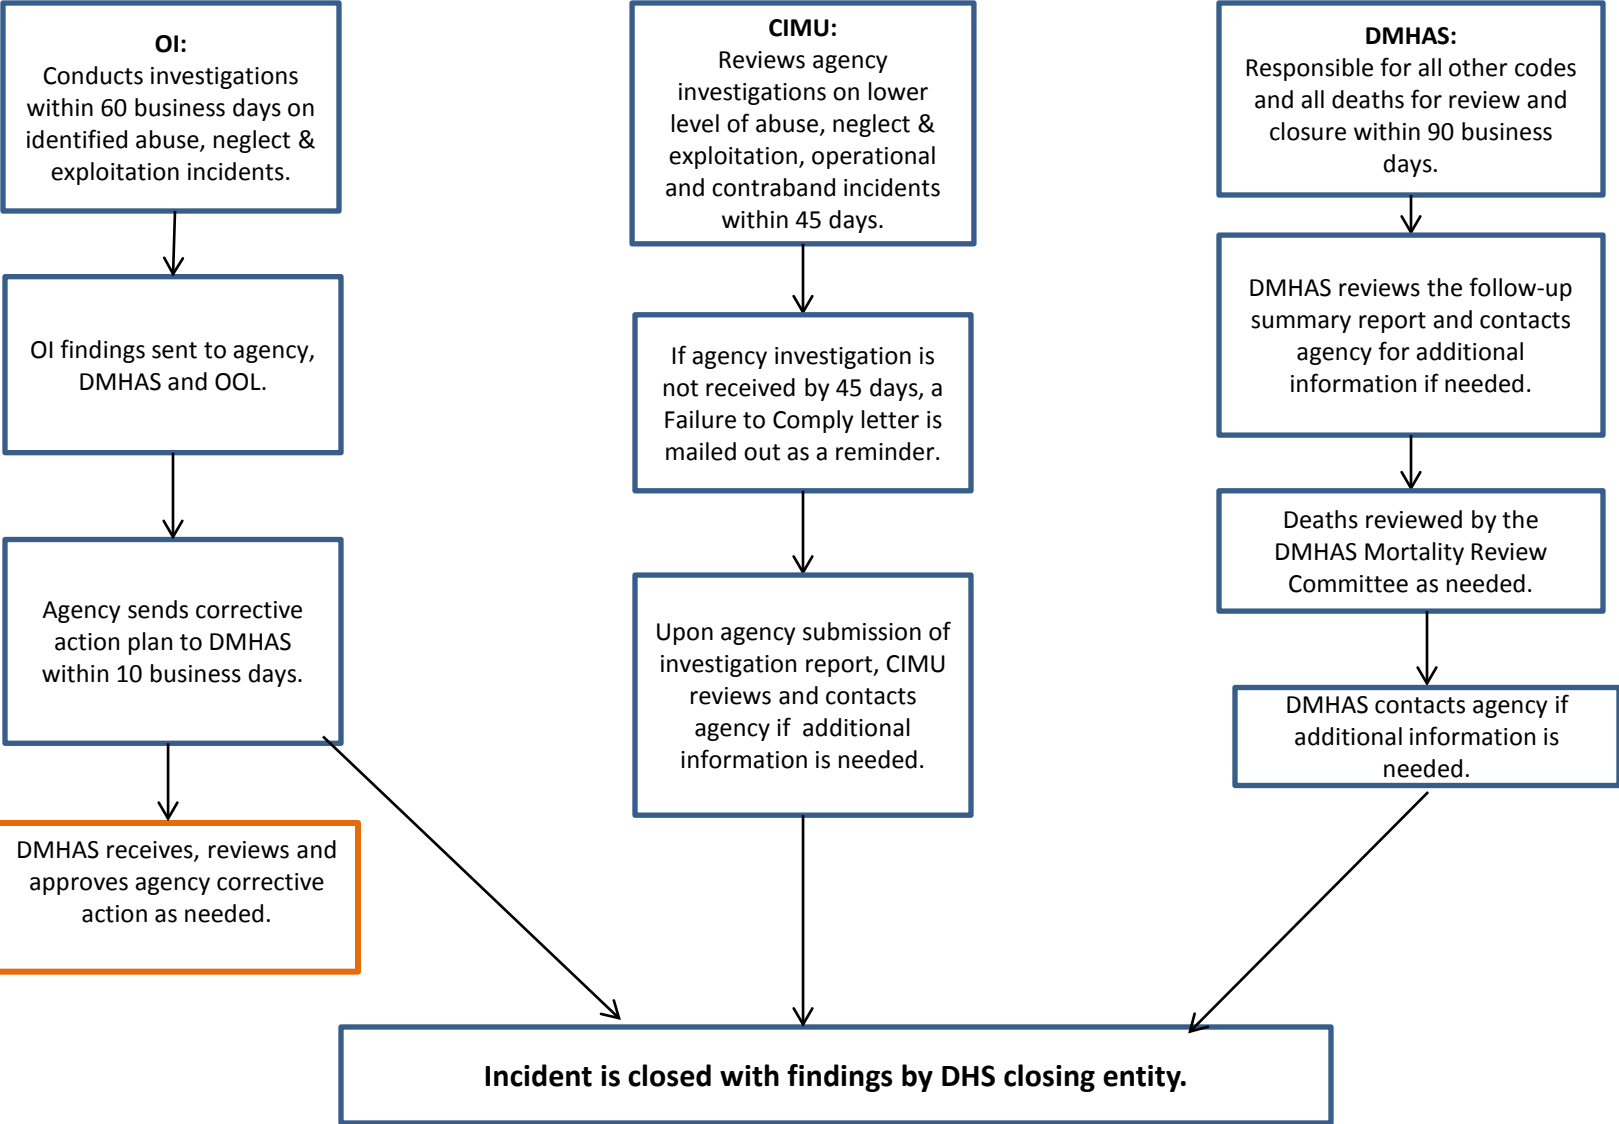 OI:
Conducts investigations
within 60 business days on
identified abuse, neglect &
exploitation incidents.
OI findings sent to agency,
DMHAS and OOL.
Agency sends corrective
action plan to DMHAS
within 10 business days.
DMHAS receives, reviews and
approves agency corrective
action as needed.
CIMU:
Reviews agency
investigations on lower
level of abuse, neglect &
exploitation, operational
and contraband incidents
within 45 days.
If agency investigation is
not received by 45 days, a
Failure to Comply letter is
mailed out as a reminder.
Upon agency submission of
investigation report, CIMU
reviews and contacts
agency if  additional
information is needed.
DMHAS:
Responsible for all other codes
and all deaths for review and
closure within 90 business
days.
DMHAS reviews the follow-up
summary report and contacts
agency for additional
information if needed.
Deaths reviewed by the
DMHAS Mortality Review
Committee as needed.
DMHAS contacts agency if
additional information is
needed.
Incident is closed with findings by DHS closing entity.